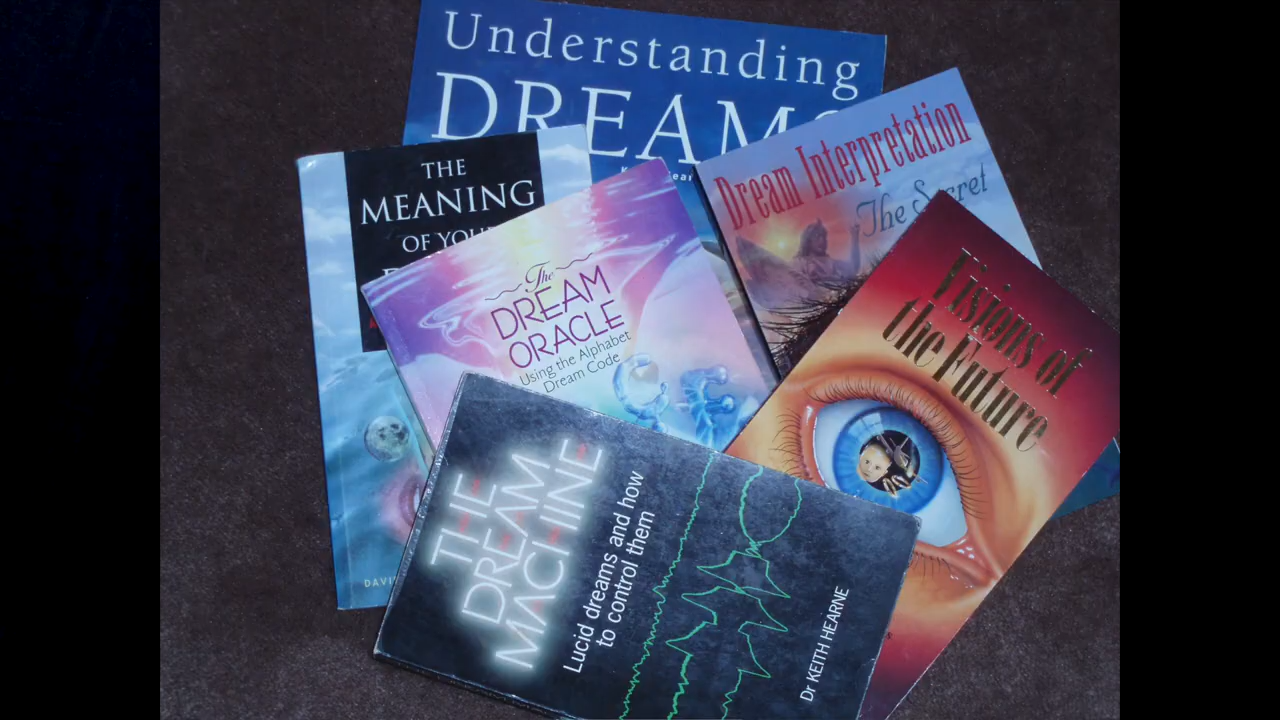 Understanding
DREAMS
THE
MEANING
OF YOUR
Dream Interpretation
The Secret
The
DREAM
ORACLE
Using the Alphabet
Dream Code
Visions of
the Future
THE
DREAM
MACHINE
Lucid dreams and how
to control them
Dr KEITH HEARNE
DAVI